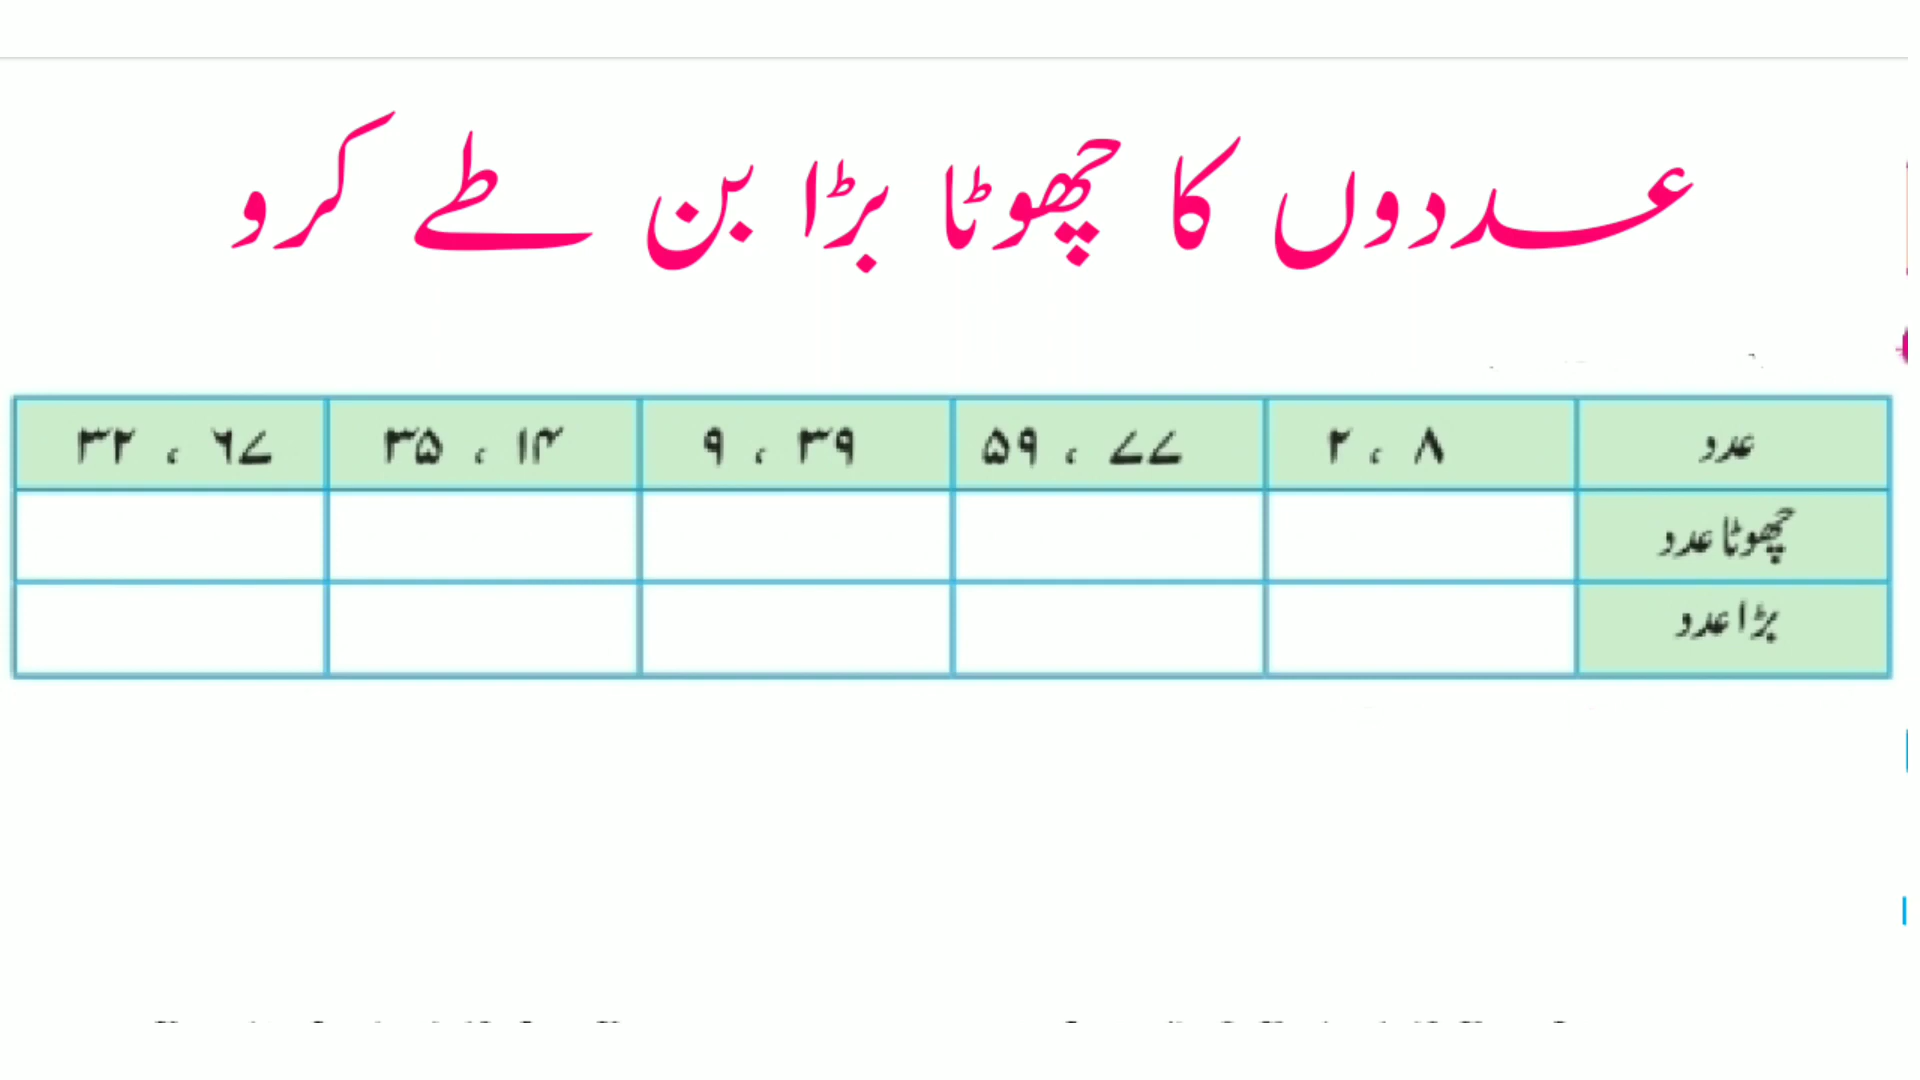 عددوں کا چھوٹا بڑا بن طے کرو
عدد ۸ ، ۲ ۷۷ ، ۵۹ ۳۹ ، ۹ ۱۴ ، ۳۵ ۶۷ ، ۳۲
چھوٹا عدد
بڑا عدد